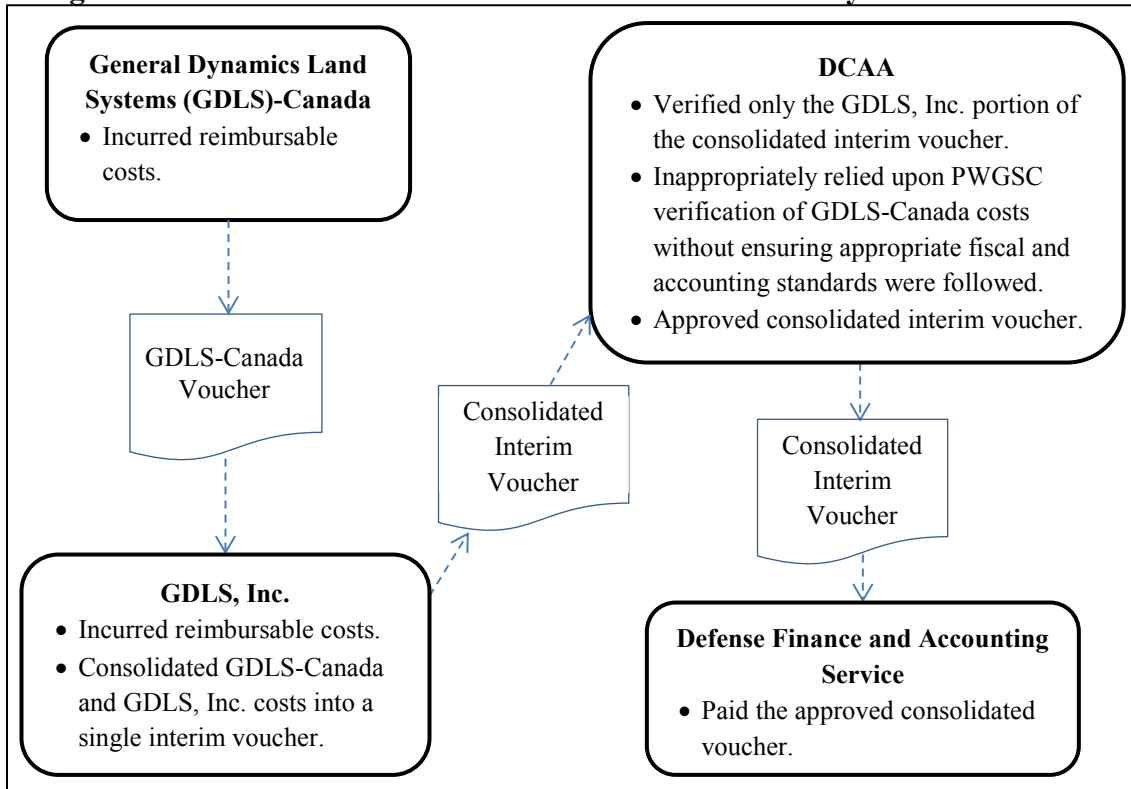 General Dynamics Land
Systems (GDLS)-Canada
• Incurred reimbursable
costs.
GDLS-Canada
Voucher
GDLS, Inc.
• Incurred reimbursable costs.
• Consolidated GDLS-Canada
and GDLS, Inc. costs into a
single interim voucher.
Consolidated
Interim
Voucher
DCAA
• Verified only the GDLS, Inc. portion of
the consolidated interim voucher.
• Inappropriately relied upon PWGSC
verification of GDLS-Canada costs
without ensuring appropriate fiscal and
accounting standards were followed.
• Approved consolidated interim voucher.
Consolidated
Interim
Voucher
Defense Finance and Accounting
Service
• Paid the approved consolidated
voucher.